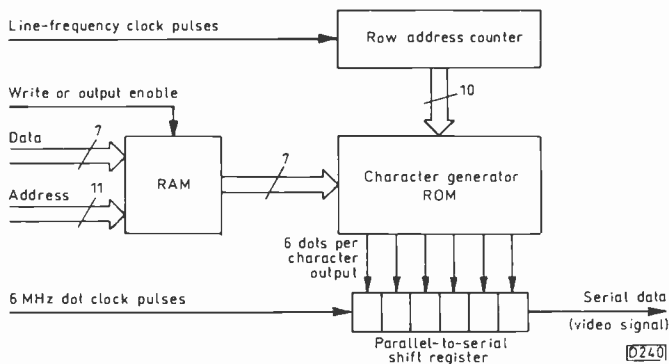 Line-frequency clock pulses
Row address counter
10
Write or output enable
Data
7
Address
11
RAM
7
Character generator
ROM
6 dots per
character
output
6 MHz dot clock pulses
Parallel-to-serial
shift register
Serial data
(video signal)
D240